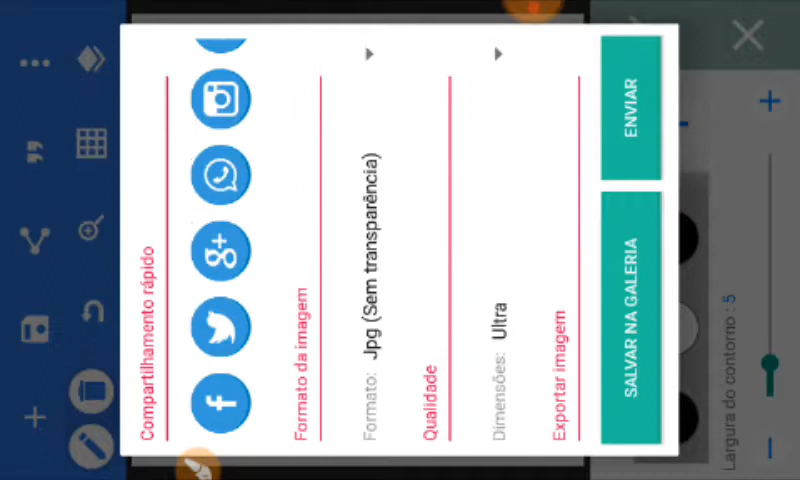 Compartilhamento rápido
Formato da imagem
Formato: Jpg (Sem transparência)
Qualidade
Dimensões: Ultra
Exportar imagem
SALVAR NA GALERIA ENVIAR
Largura do contorno : 5